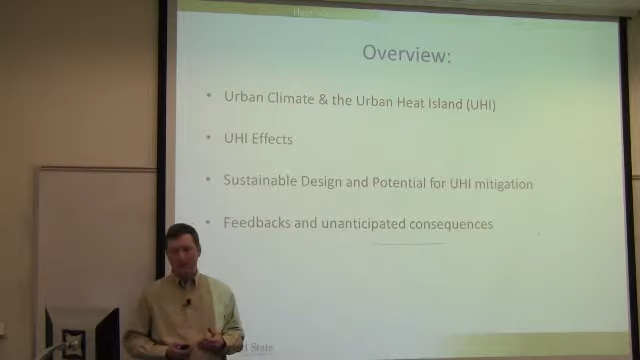 Overview:
• Urban Climate & the Urban Heat Island (UHI)
• UHI Effects
• Sustainable Design and Potential for UHI mitigation
• Feedbacks and unanticipated consequences
State